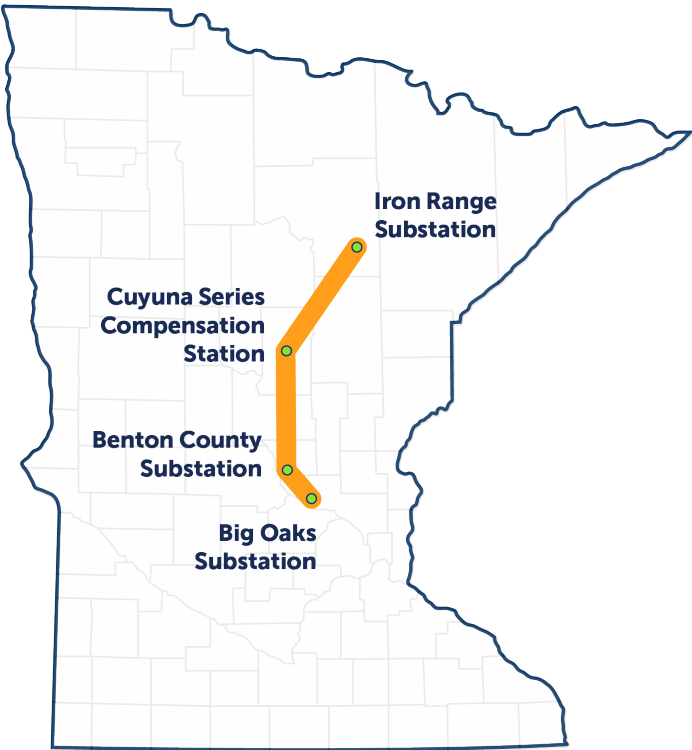 Iron Range
Substation
Cuyuna Series
Compensation
Station
Benton County
Substation
Big Oaks
Substation